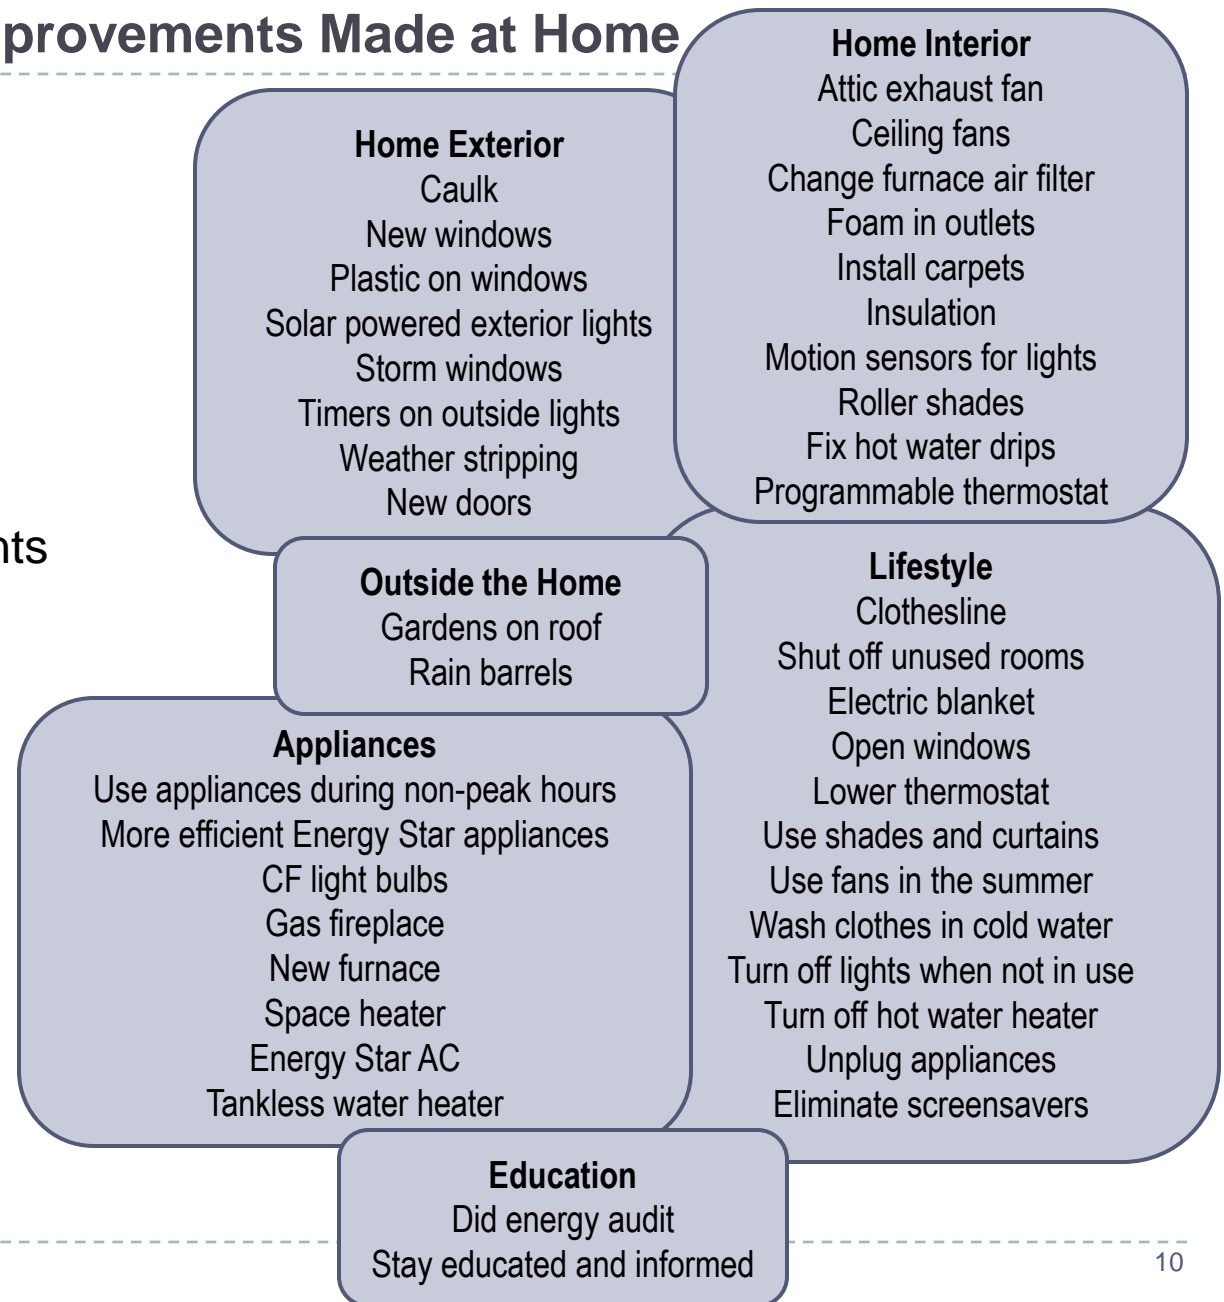 provements Made at Home
Home Interior
Attic exhaust fan
Ceiling fans
Change furnace air filter
Foam in outlets
Install carpets
Insulation
Motion sensors for lights
Roller shades
Fix hot water drips
Programmable thermostat
Home Exterior
Caulk
New windows
Plastic on windows
Solar powered exterior lights
Storm windows
Timers on outside lights
Weather stripping
New doors
nts
Outside the Home
Gardens on roof
Rain barrels
Lifestyle
Clothesline
Shut off unused rooms
Electric blanket
Open windows
Lower thermostat
Use shades and curtains
Use fans in the summer
Wash clothes in cold water
Turn off lights when not in use
Turn off hot water heater
Unplug appliances
Eliminate screensavers
Appliances
Use appliances during non-peak hours
More efficient Energy Star appliances
CF light bulbs
Gas fireplace
New furnace
Space heater
Energy Star AC
Tankless water heater
Education
Did energy audit
Stay educated and informed
10